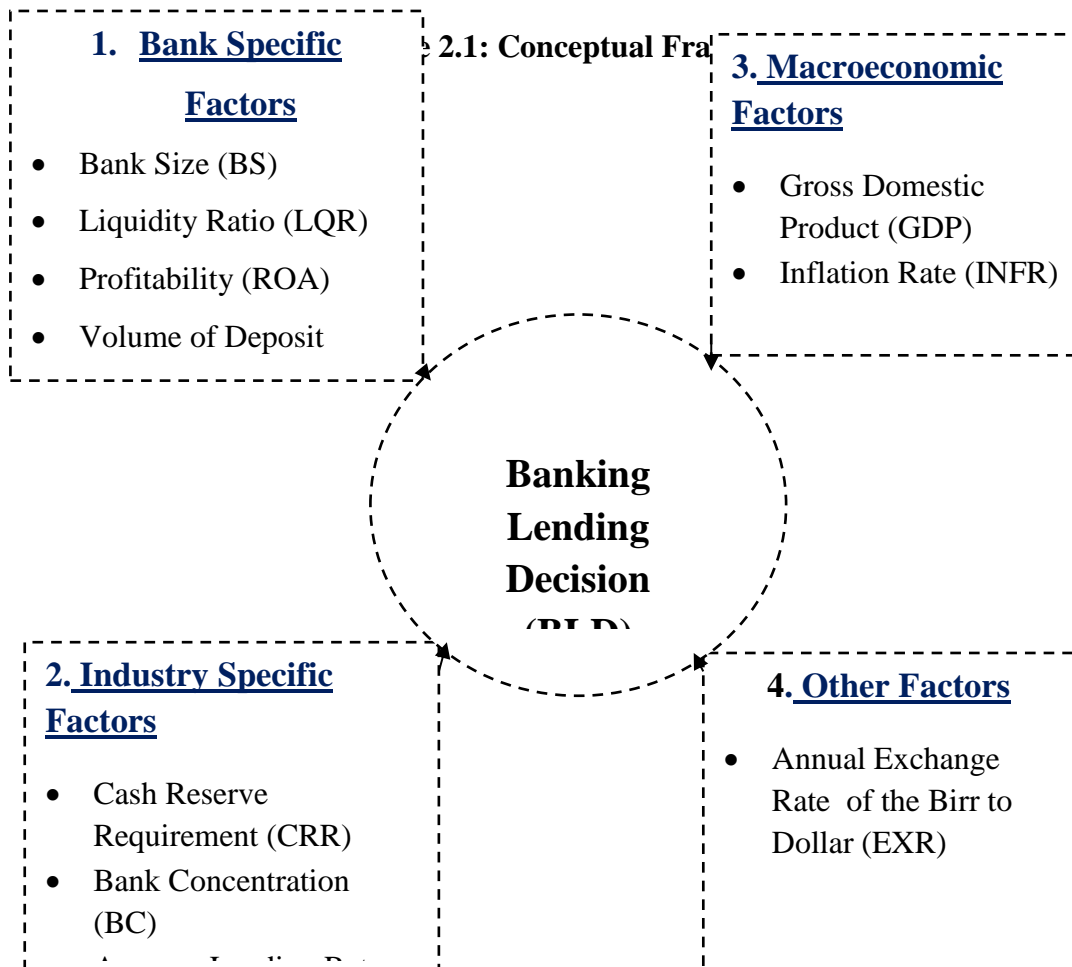 1. Bank Specific
Factors
• Bank Size (BS)
• Liquidity Ratio (LQR)
• Profitability (ROA)
• Volume of Deposit
2.1: Conceptual Fra
3. Macroeconomic
Factors
• Gross Domestic
Product (GDP)
• Inflation Rate (INFR)
Banking
Lending
Decision
(BLD)
2. Industry Specific
Factors
• Cash Reserve
Requirement (CRR)
• Bank Concentration
(BC)
4. Other Factors
• Annual Exchange
Rate of the Birr to
Dollar (EXR)